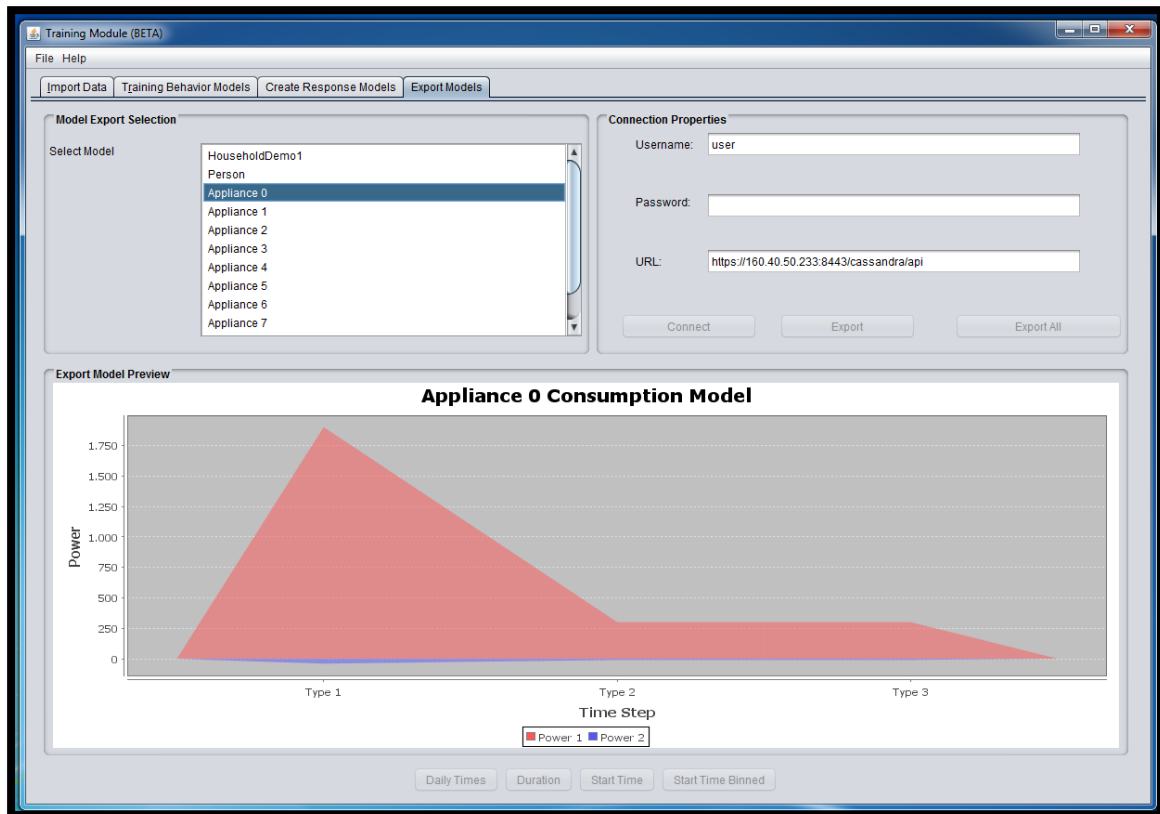 Training Module (BETA)
File Help
Import Data Training Behavior Models Create Response Models Export Models
Model Export Selection
Select Model
HouseholdDemo1
Person
Appliance 0
Appliance 1
Appliance 2
Appliance 3
Appliance 4
Appliance 5
Appliance 6
Appliance 7
Connection Properties
Username: user
Password:
URL: https://160.40.50.233:8443/cassandra/api
Connect Export Export All
Export Model Preview
Appliance 0 Consumption Model
Power
1.750
1.500
1.250
1.000
750
500
250
0
Type 1 Type 2 Type 3
Time Step
Power 1 Power 2
Daily Times Duration Start Time Start Time Binned